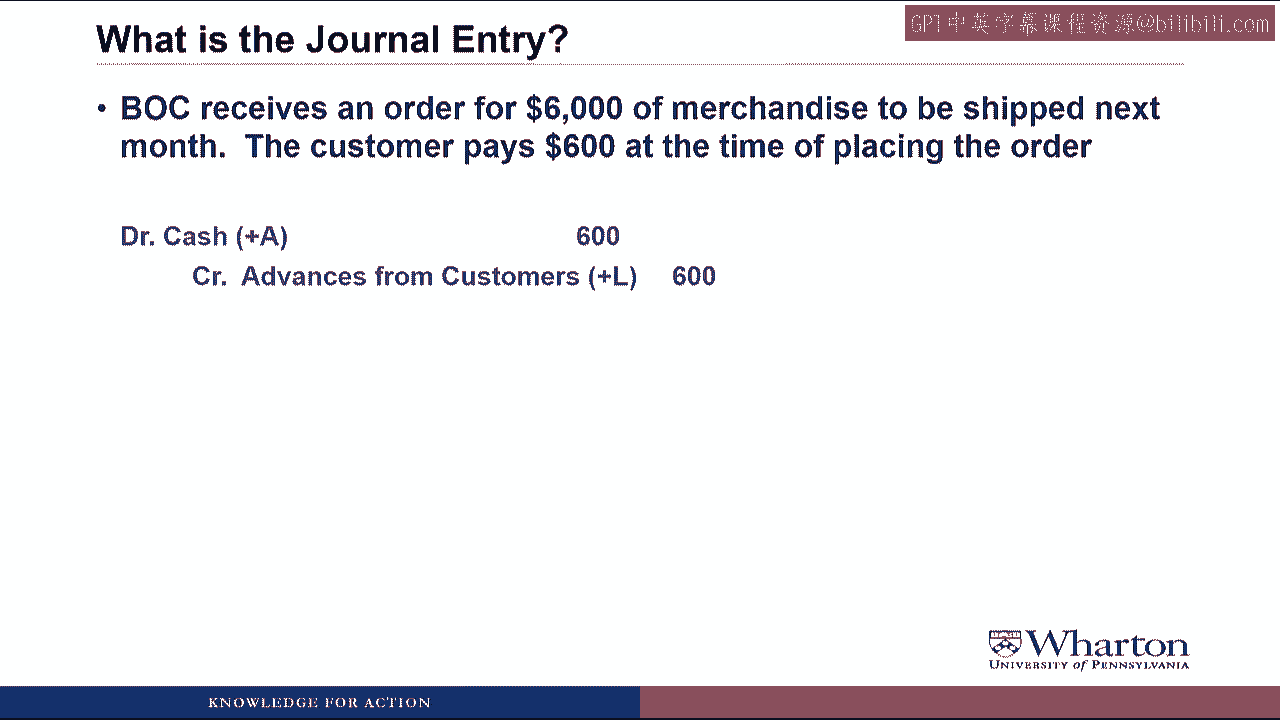 What is the Journal Entry?
GPT中英字幕课程资源@bilibili.com
• BOC receives an order for $6,000 of merchandise to be shipped next
month. The customer pays $600 at the time of placing the order
Dr. Cash (+A) 600
Cr. Advances from Customers (+L) 600
Wharton
UNIVERSITY of PENNSYLVANIA
KNOWLEDGE FOR ACTION